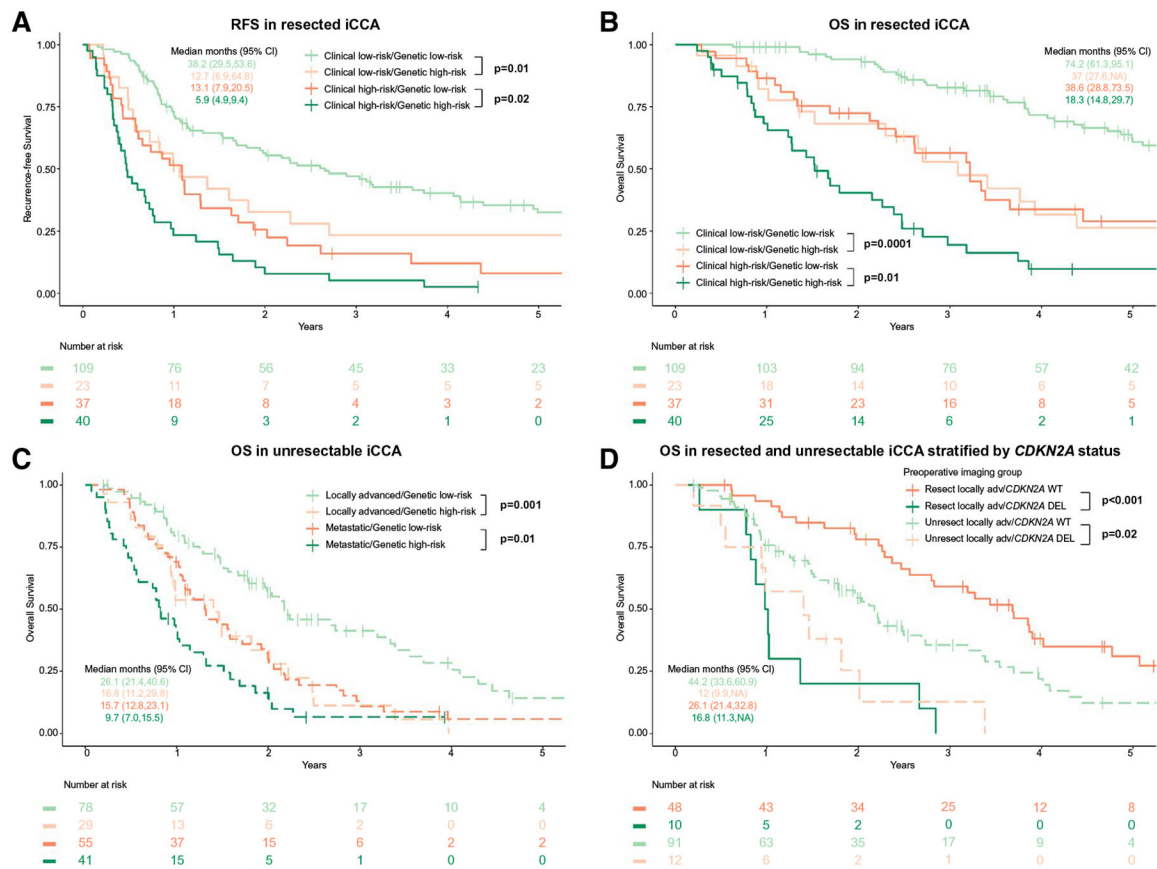 A
RFS in resected iCCA
Median months (95% CI)
38.2 (29.5,53.6)
12.7 (6.9,64.8)
13.1 (7.9,20.5)
5.9 (4.9,9.4)
Clinical low-risk/Genetic low-risk
Clinical low-risk/Genetic high-risk
Clinical high-risk/Genetic low-risk
Clinical high-risk/Genetic high-risk
p=0.01
p=0.02
Recurrence-free Survival
1.00
0.75
0.50
0.25
0.00
0 1 2 3 4 5
Years
Number at risk
109 76 56 45 33 23
23 11 7 5 5 5
37 18 8 4 3 2
40 9 3 2 1 0
B
OS in resected iCCA
Median months (95% CI)
74.2 (61.3,95.1)
37 (27.6,NA)
38.6 (28.8,73.5)
18.3 (14.8,29.7)
Overall Survival
1.00
0.75
0.50
0.25
0.00
Clinical low-risk/Genetic low-risk
Clinical low-risk/Genetic high-risk
Clinical high-risk/Genetic low-risk
Clinical high-risk/Genetic high-risk
p=0.0001
p=0.01
0 1 2 3 4 5
Years
Number at risk
109 103 94 76 57 42
23 18 14 10 6 5
37 31 23 16 8 5
40 25 14 6 2 1
C
OS in unresectable iCCA
Locally advanced/Genetic low-risk
Locally advanced/Genetic high-risk
Metastatic/Genetic low-risk
Metastatic/Genetic high-risk
p=0.001
p=0.01
Overall Survival
1.00
0.75
0.50
0.25
0.00
Median months (95% CI)
26.1 (21.4,40.6)
16.8 (11.2,29.8)
15.7 (12.8,23.1)
9.7 (7.0,15.5)
0 1 2 3 4 5
Years
Number at risk
78 57 32 17 10 4
29 13 6 2 0 0
55 37 15 6 2 2
41 15 5 1 0 0
D
OS in resected and unresectable iCCA stratified by CDKN2A status
Preoperative imaging group
Resect locally adv/CDKN2A WT
Resect locally adv/CDKN2A DEL
Unresect locally adv/CDKN2A WT
Unresect locally adv/CDKN2A DEL
p<0.001
p=0.02
Overall Survival
1.00
0.75
0.50
0.25
0.00
Median months (95% CI)
44.2 (33.6,60.9)
12 (9.9,NA)
26.1 (21.4,32.8)
16.8 (11.3,NA)
0 1 2 3 4 5
Years
Number at risk
48 43 34 25 12 8
10 5 2 0 0 0
91 63 35 17 9 4
12 6 2 1 0 0